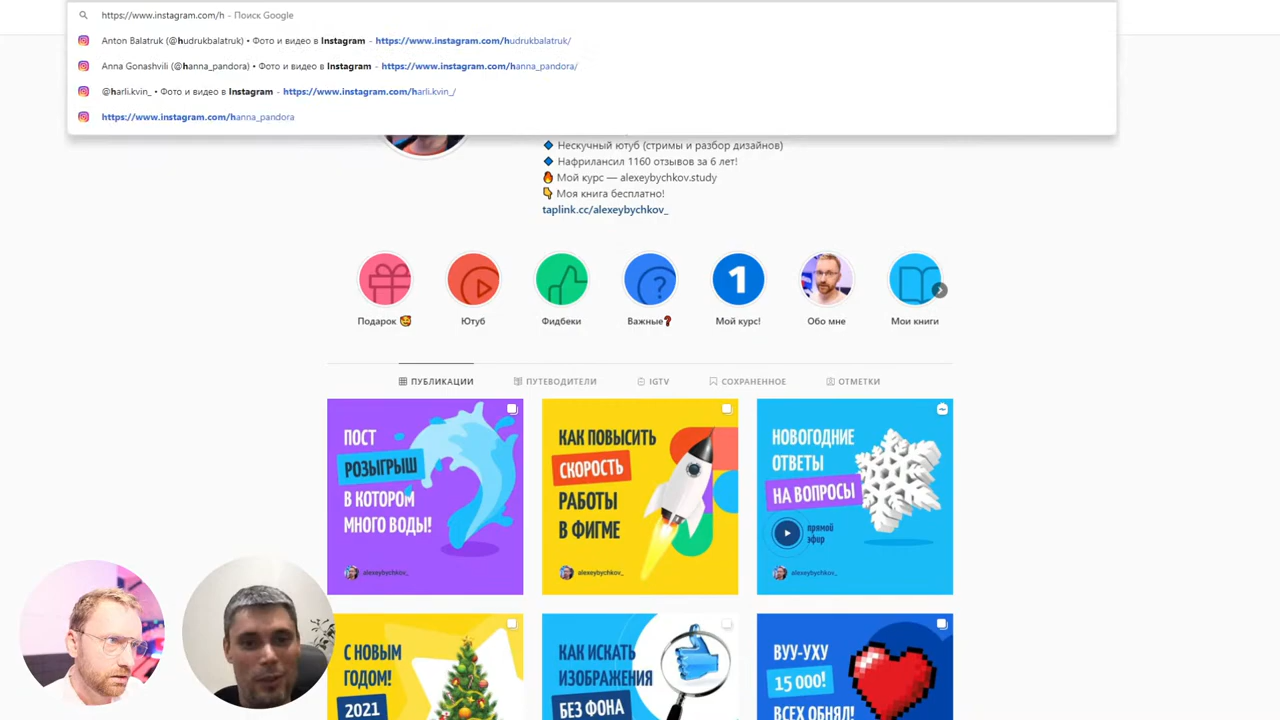 https://www.instagram.com/h - Поиск Google
Anton Balatruk (@hudrukbalatruk) • Фото и видео в Instagram - https://www.instagram.com/hudrukbalatruk/
Anna Gonashvili (@hanna_pandora) • Фото и видео в Instagram - https://www.instagram.com/hanna_pandora/
@harli.kvin_ • Фото и видео в Instagram - https://www.instagram.com/harli.kvin_/
https://www.instagram.com/hanna_pandora
Нескучный ютуб (стримы и разбор дизайнов)
Нафрилансил 1160 отзывов за 6 лет!
Мой курс — alexeybychkov.study
Моя книга бесплатно!
taplink.cc/alexeybychkov_
1
Подарок
Ютуб
Фидбеки
Важные?
Мой курс!
Обо мне
Мои книги
ПУБЛИКАЦИИ
ПУТЕВОДИТЕЛИ
IGTV
СОХРАНЕННОЕ
ОТМЕТКИ
ПОСТ
РОЗЫГРЫШ
В КОТОРОМ
МНОГО ВОДЫ!
alexeybychkov_
КАК ПОВЫСИТЬ
СКОРОСТЬ
РАБОТЫ
В ФИГМЕ
alexeybychkov_
НОВОГОДНИЕ
ОТВЕТЫ
НА ВОПРОСЫ
прямой
эфир
alexeybychkov_
С НОВЫМ
ГОДОМ!
2021
КАК ИСКАТЬ
ИЗОБРАЖЕНИЯ
БЕЗ ФОНА
ВУУ-УХУ
15 000!
ВСЕХ ОБНЯЛ!